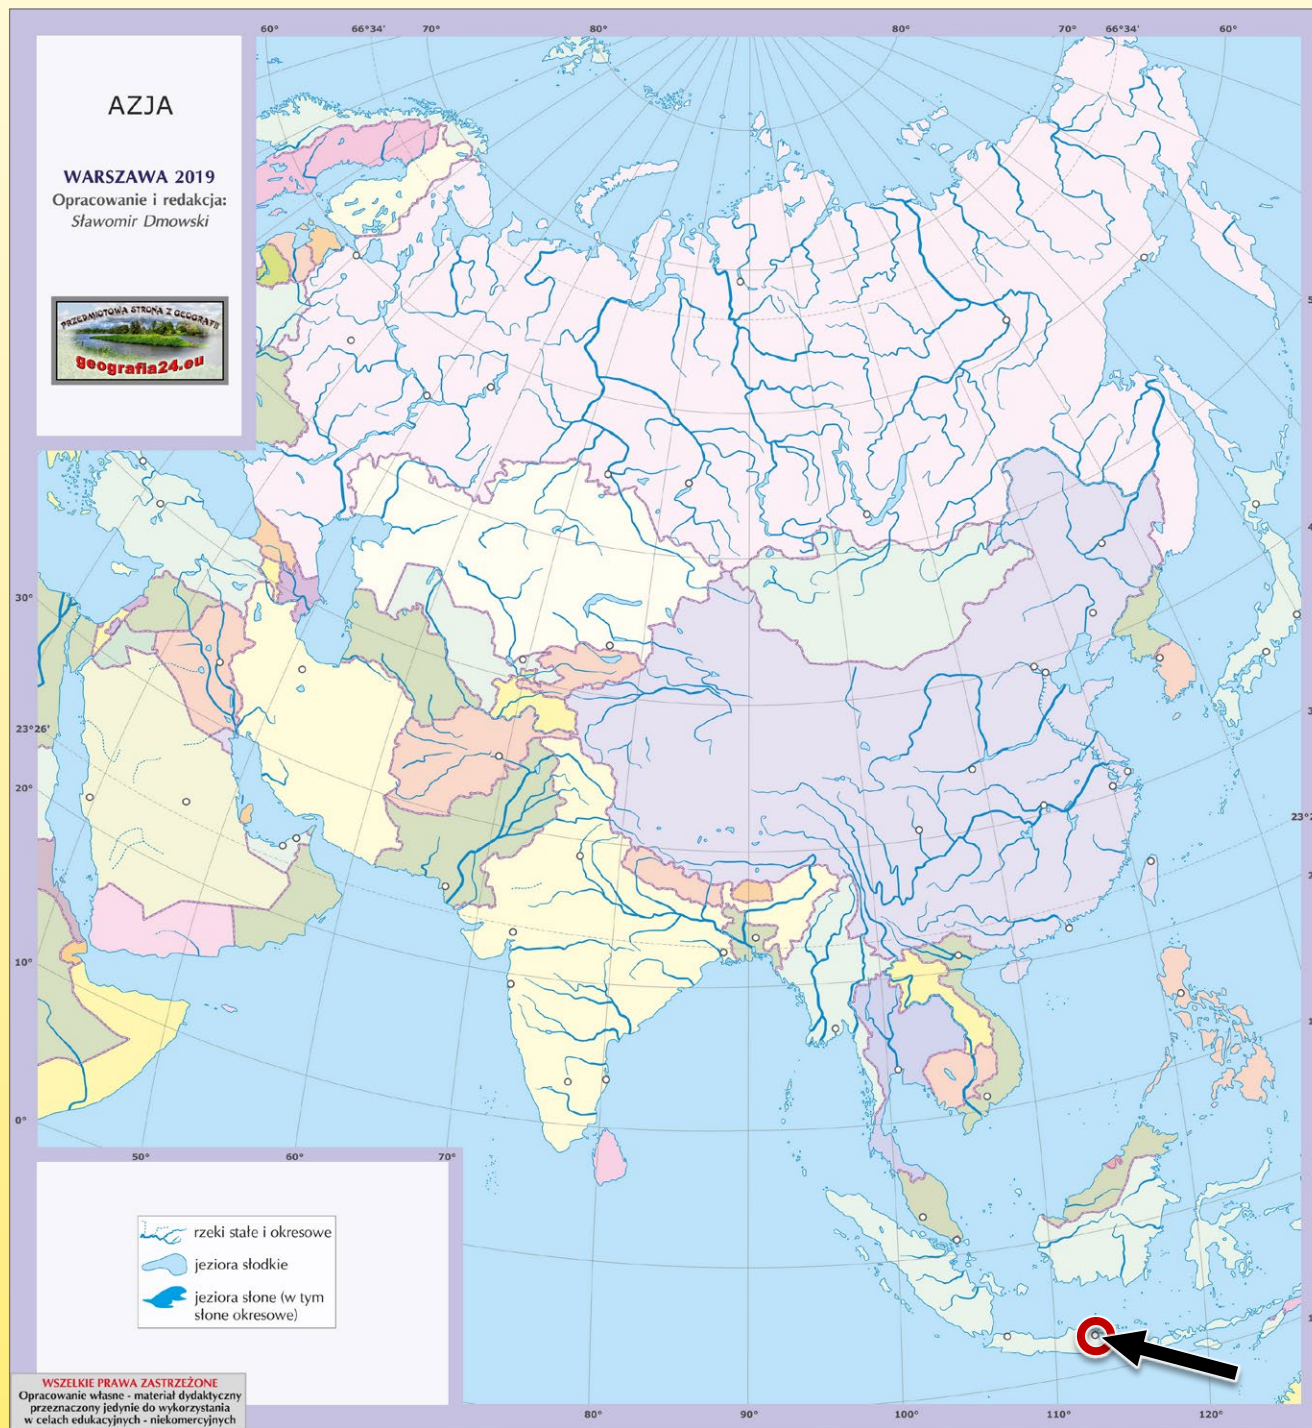 60°
66°34'
70°
80°
80°
70°
66°34'
60°
AZJA
WARSZAWA 2019
Opracowanie i redakcja:
Sławomir Dmowski
PRZEDMIOTOWA STRONA Z GEOGRAFII
geografia24.eu
30°
23°26'
20°
10°
0°
50°
60°
70°
rzeki stałe i okresowe
jeziora słodkie
jeziora słone (w tym
słone okresowe)
80°
90°
100°
110°
120°
WSZELKIE PRAWA ZASTRZEŻONE
Opracowanie własne - materiał dydaktyczny
przeznaczony jedynie do wykorzystania
w celach edukacyjnych - niekomercyjnych